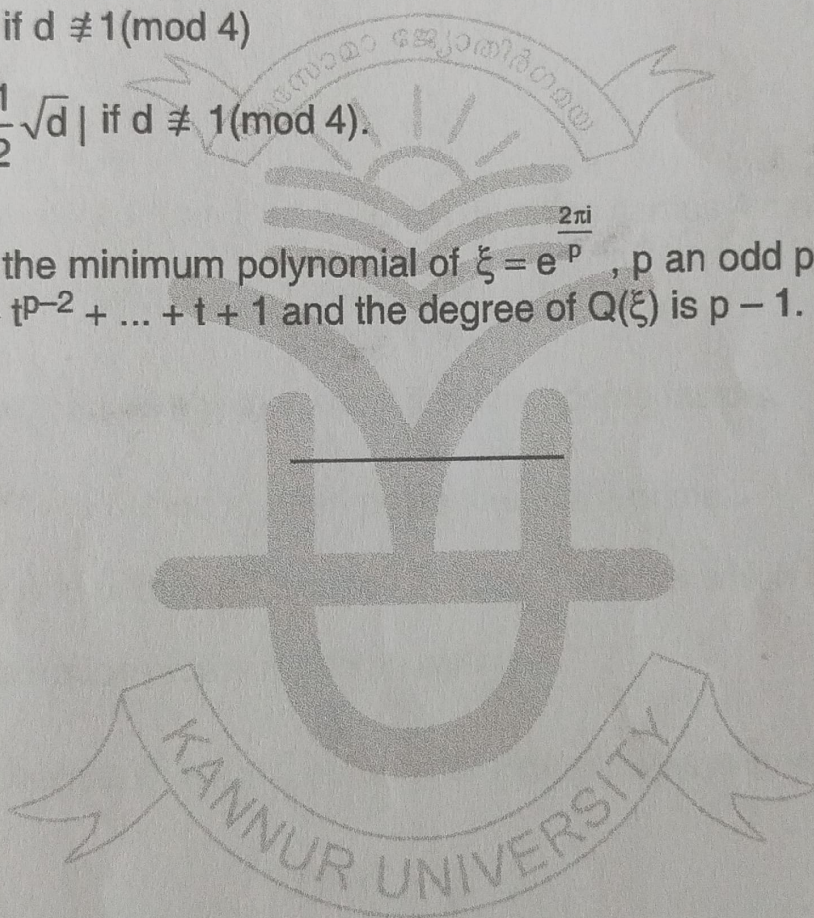 if d ≢ 1(mod 4)
1/2 √d | if d ≢ 1(mod 4).
the minimum polynomial of ξ = e^(2πi/p) , p an odd p
t^(p–2) + ... + t + 1 and the degree of Q(ξ) is p – 1.
KANNUR UNIVERSITY